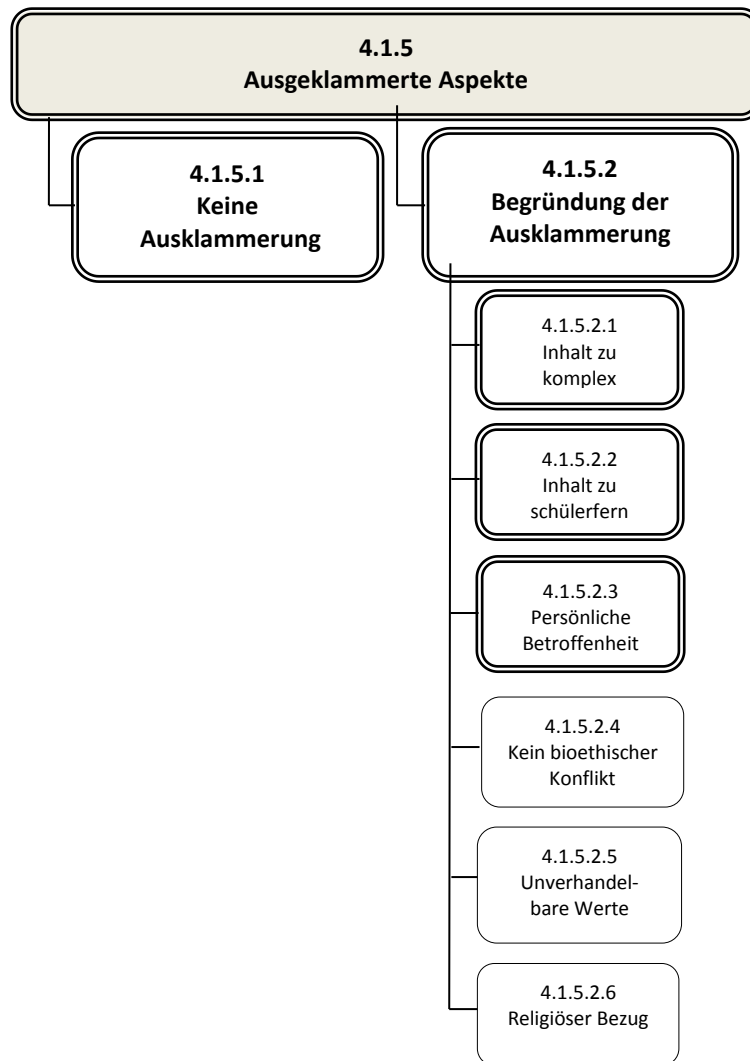 4.1.5
Ausgeklammerte Aspekte
4.1.5.1
Keine
Ausklammerung
4.1.5.2
Begründung der
Ausklammerung
4.1.5.2.1
Inhalt zu
komplex
4.1.5.2.2
Inhalt zu
schülerfern
4.1.5.2.3
Persönliche
Betroffenheit
4.1.5.2.4
Kein bioethischer
Konflikt
4.1.5.2.5
Unverhandel-
bare Werte
4.1.5.2.6
Religiöser Bezug